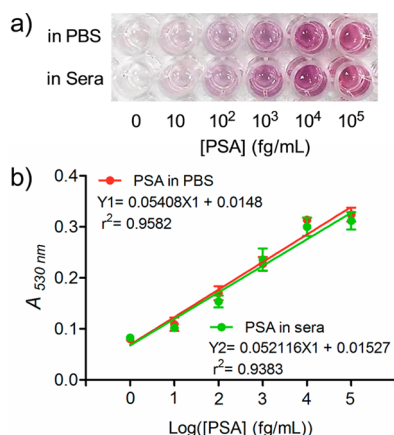 a)
in PBS
in Sera
0 10 10² 10³ 10⁴ 10⁵
[PSA] (fg/mL)
b)
PSA in PBS
Y1= 0.05408X1 + 0.0148
r²= 0.9582
PSA in sera
Y2= 0.052116X1 + 0.01527
r²= 0.9383
0.4
0.3
0.2
0.1
0.0
A 530 nm
0 1 2 3 4 5
Log([PSA] (fg/mL))